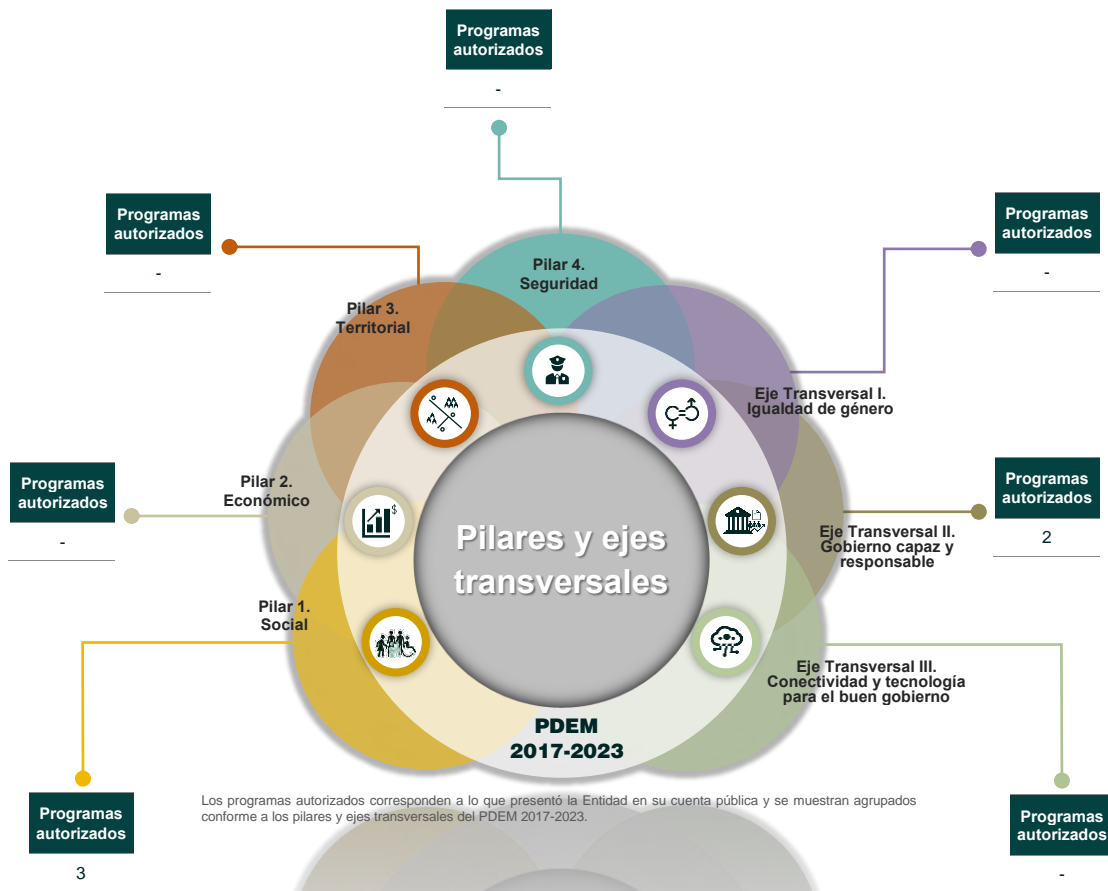 Programas
autorizados
-
Programas
autorizados
-
Programas
autorizados
-
Pilar 4.
Seguridad
Pilar 3.
Territorial
Eje Transversal I.
Igualdad de género
Pilar 2.
Económico
Programas
autorizados
-
Programas
autorizados
2
Pilares y ejes
transversales
Eje Transversal II.
Gobierno capaz y
responsable
Pilar 1.
Social
Eje Transversal III.
Conectividad y tecnología
para el buen gobierno
PDEM
2017-2023
Los programas autorizados corresponden a lo que presentó la Entidad en su cuenta pública y se muestran agrupados
conforme a los pilares y ejes transversales del PDEM 2017-2023.
Programas
autorizados
3
Programas
autorizados
-